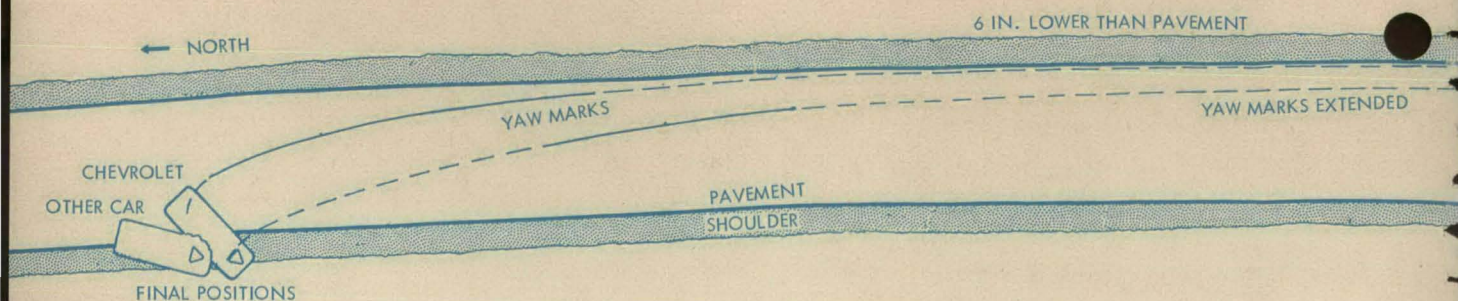 6 IN. LOWER THAN PAVEMENT
NORTH
YAW MARKS
YAW MARKS EXTENDED
CHEVROLET
OTHER CAR
PAVEMENT
SHOULDER
FINAL POSITIONS